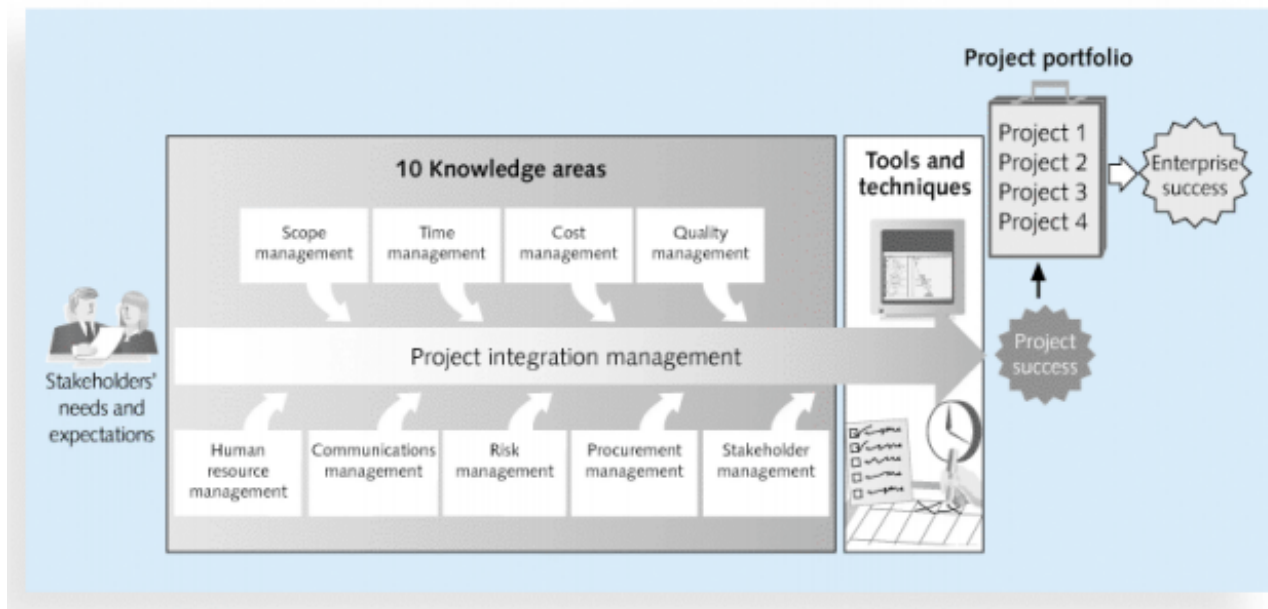 Project portfolio
Project 1
Project 2
Project 3
Project 4
Enterprise
success
10 Knowledge areas
Tools and
techniques
Scope
management
Time
management
Cost
management
Quality
management
Project integration management
Project
success
Stakeholders’
needs and
expectations
Human
resource
management
Communications
management
Risk
management
Procurement
management
Stakeholder
management